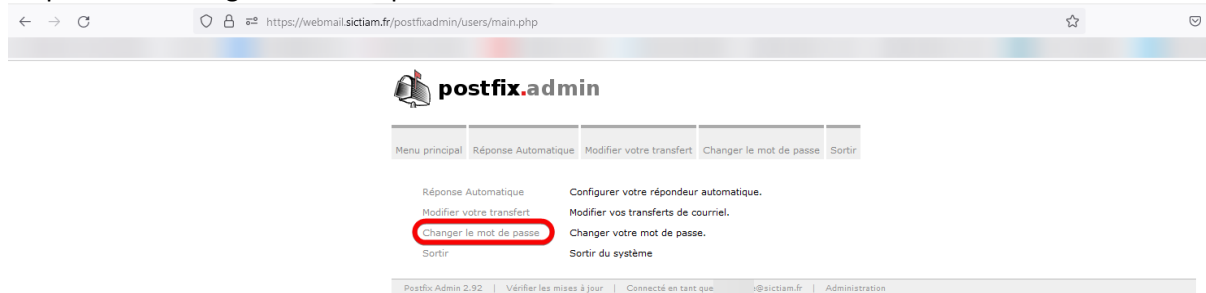 https://webmail.sictiam.fr/postfixadmin/users/main.php
postfix.admin
Menu principal Réponse Automatique Modifier votre transfert Changer le mot de passe Sortir
Réponse Automatique Configurer votre répondeur automatique.
Modifier votre transfert Modifier vos transferts de courriel.
Changer le mot de passe Changer votre mot de passe.
Sortir Sortir du système
Postfix Admin 2.92 | Vérifier les mises à jour | Connecté en tant que @sictiam.fr | Administration